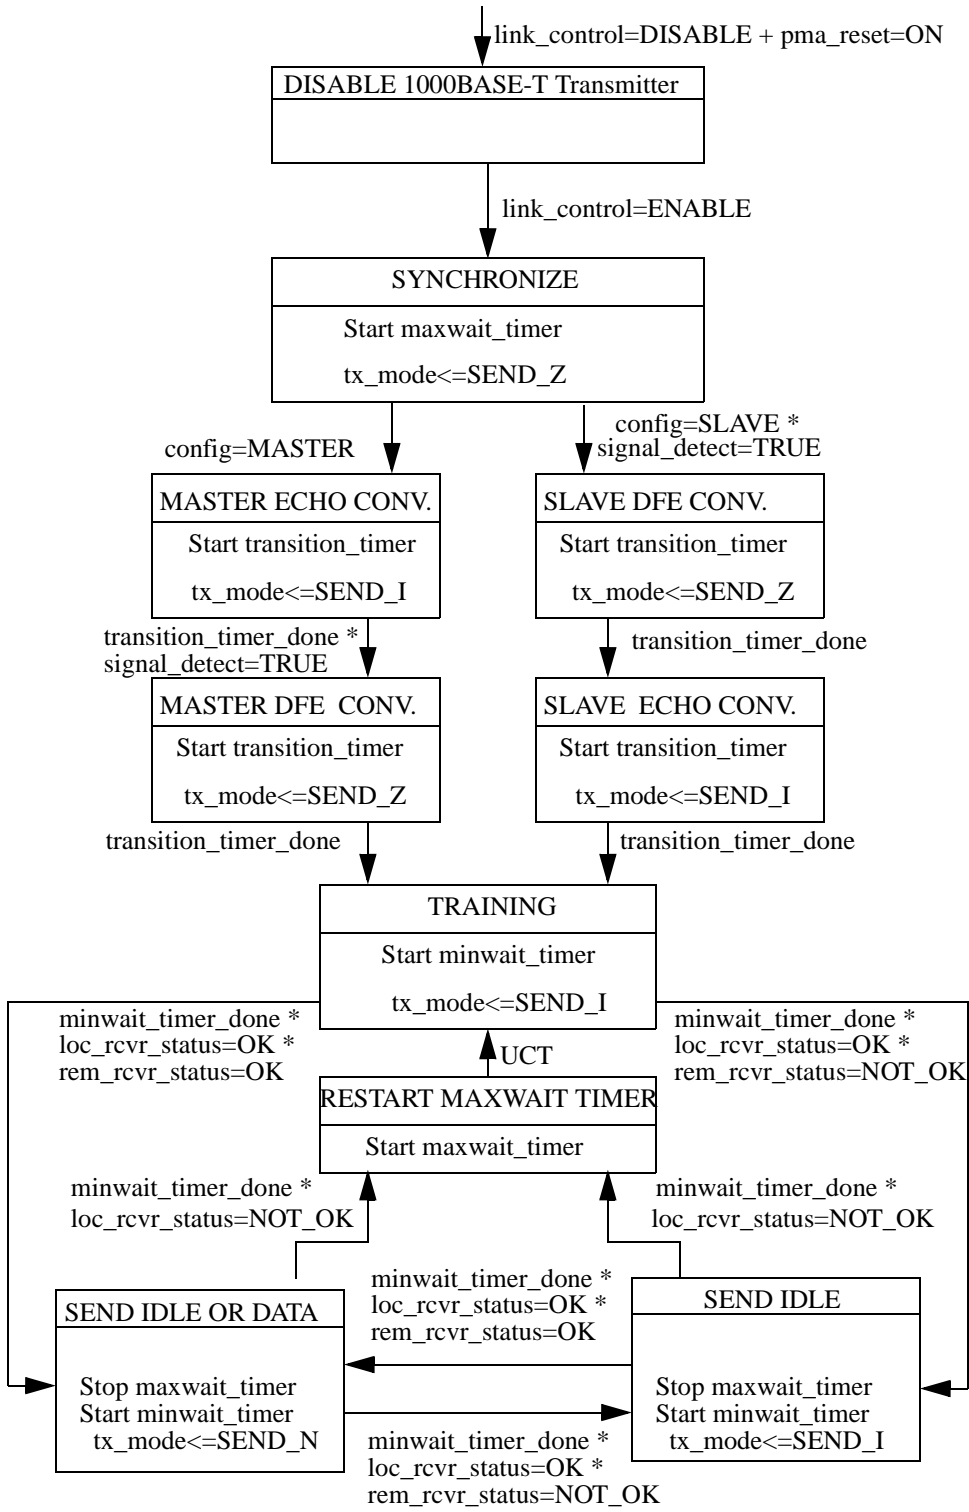 link_control=DISABLE + pma_reset=ON
DISABLE 1000BASE-T Transmitter
link_control=ENABLE
SYNCHRONIZE
Start maxwait_timer
tx_mode<=SEND_Z
config=MASTER
config=SLAVE *
signal_detect=TRUE
MASTER ECHO CONV.
Start transition_timer
tx_mode<=SEND_I
SLAVE DFE CONV.
Start transition_timer
tx_mode<=SEND_Z
transition_timer_done *
signal_detect=TRUE
transition_timer_done
MASTER DFE CONV.
Start transition_timer
tx_mode<=SEND_Z
SLAVE ECHO CONV.
Start transition_timer
tx_mode<=SEND_I
transition_timer_done
transition_timer_done
TRAINING
Start minwait_timer
tx_mode<=SEND_I
minwait_timer_done *
loc_rcvr_status=OK *
rem_rcvr_status=OK
minwait_timer_done *
loc_rcvr_status=OK *
rem_rcvr_status=NOT_OK
UCT
RESTART MAXWAIT TIMER
Start maxwait_timer
minwait_timer_done *
loc_rcvr_status=NOT_OK
minwait_timer_done *
loc_rcvr_status=NOT_OK
minwait_timer_done *
loc_rcvr_status=OK *
rem_rcvr_status=OK
SEND IDLE OR DATA
Stop maxwait_timer
Start minwait_timer
tx_mode<=SEND_N
SEND IDLE
Stop maxwait_timer
Start minwait_timer
tx_mode<=SEND_I
minwait_timer_done *
loc_rcvr_status=OK *
rem_rcvr_status=NOT_OK